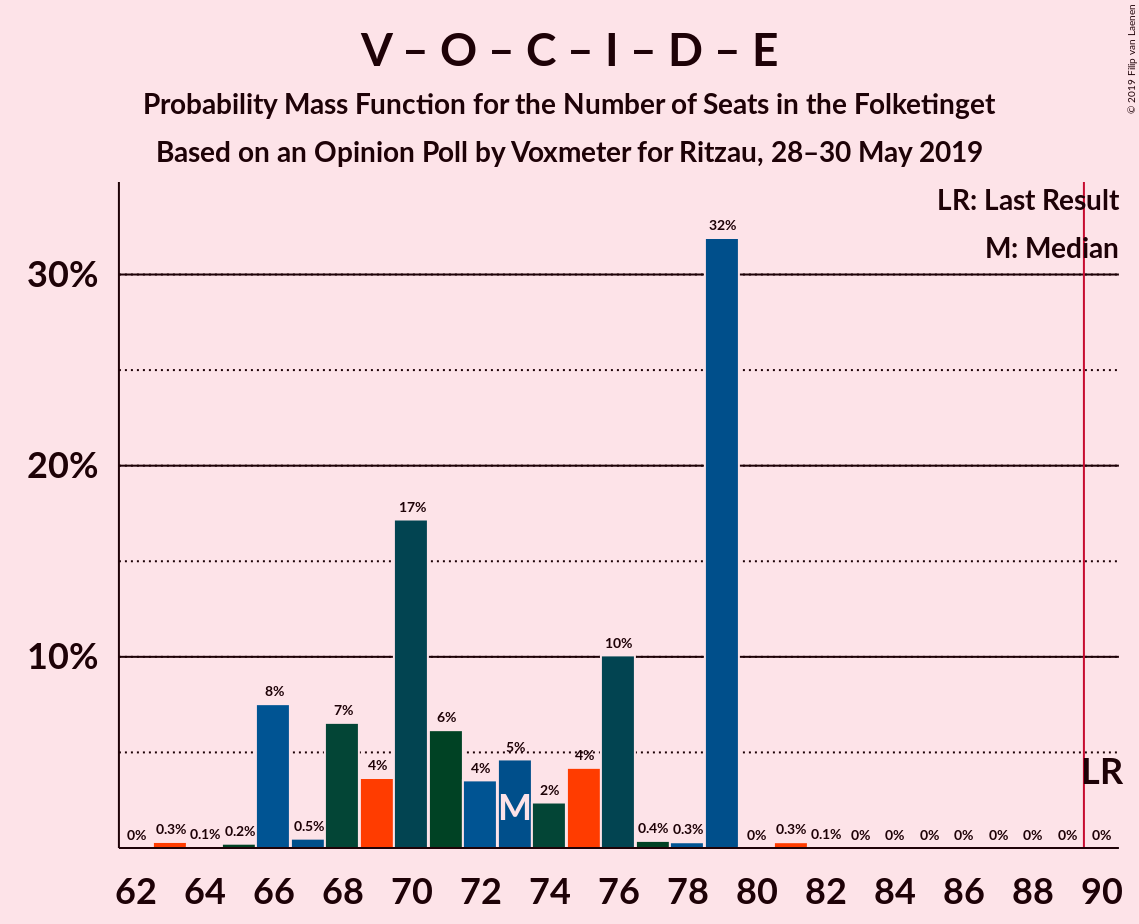 V – O – C – I – D – E
Probability Mass Function for the Number of Seats in the Folketinget
Based on an Opinion Poll by Voxmeter for Ritzau, 28–30 May 2019
© 2019 Filip van Laenen
LR: Last Result
M: Median
30%
20%
10%
0% 0.3% 0.1% 0.2% 8% 0.5% 7% 4% 17% 6% 4% 5% 2% 4% 10% 0.4% 0.3% 32% 0% 0.3% 0.1% 0% 0% 0% 0% 0% 0% 0% 0%
M
LR
62 64 66 68 70 72 74 76 78 80 82 84 86 88 90